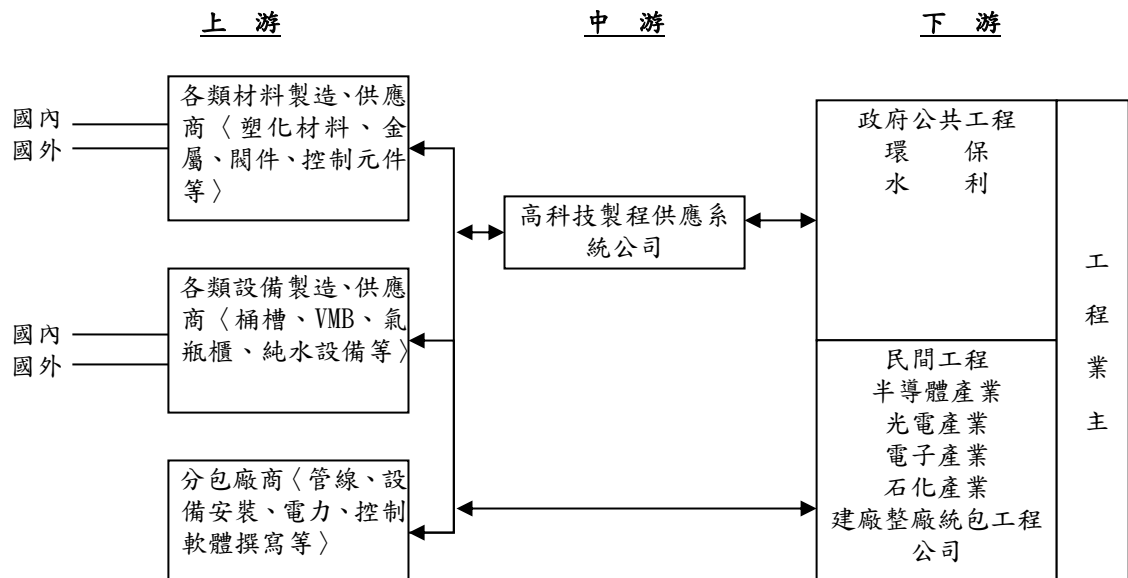 上 游
中 游
下 游
國內
國外
各類材料製造、供應
商〈塑化材料、金
屬、閥件、控制元件
等〉
國內
國外
各類設備製造、供應
商〈桶槽、VMB、氣
瓶櫃、純水設備等〉
分包廠商〈管線、設
備安裝、電力、控制
軟體撰寫等〉
高科技製程供應系
統公司
政府公共工程
環 保
水 利
民間工程
半導體產業
光電產業
電子產業
石化產業
建廠整廠統包工程
公司
工
程
業
主